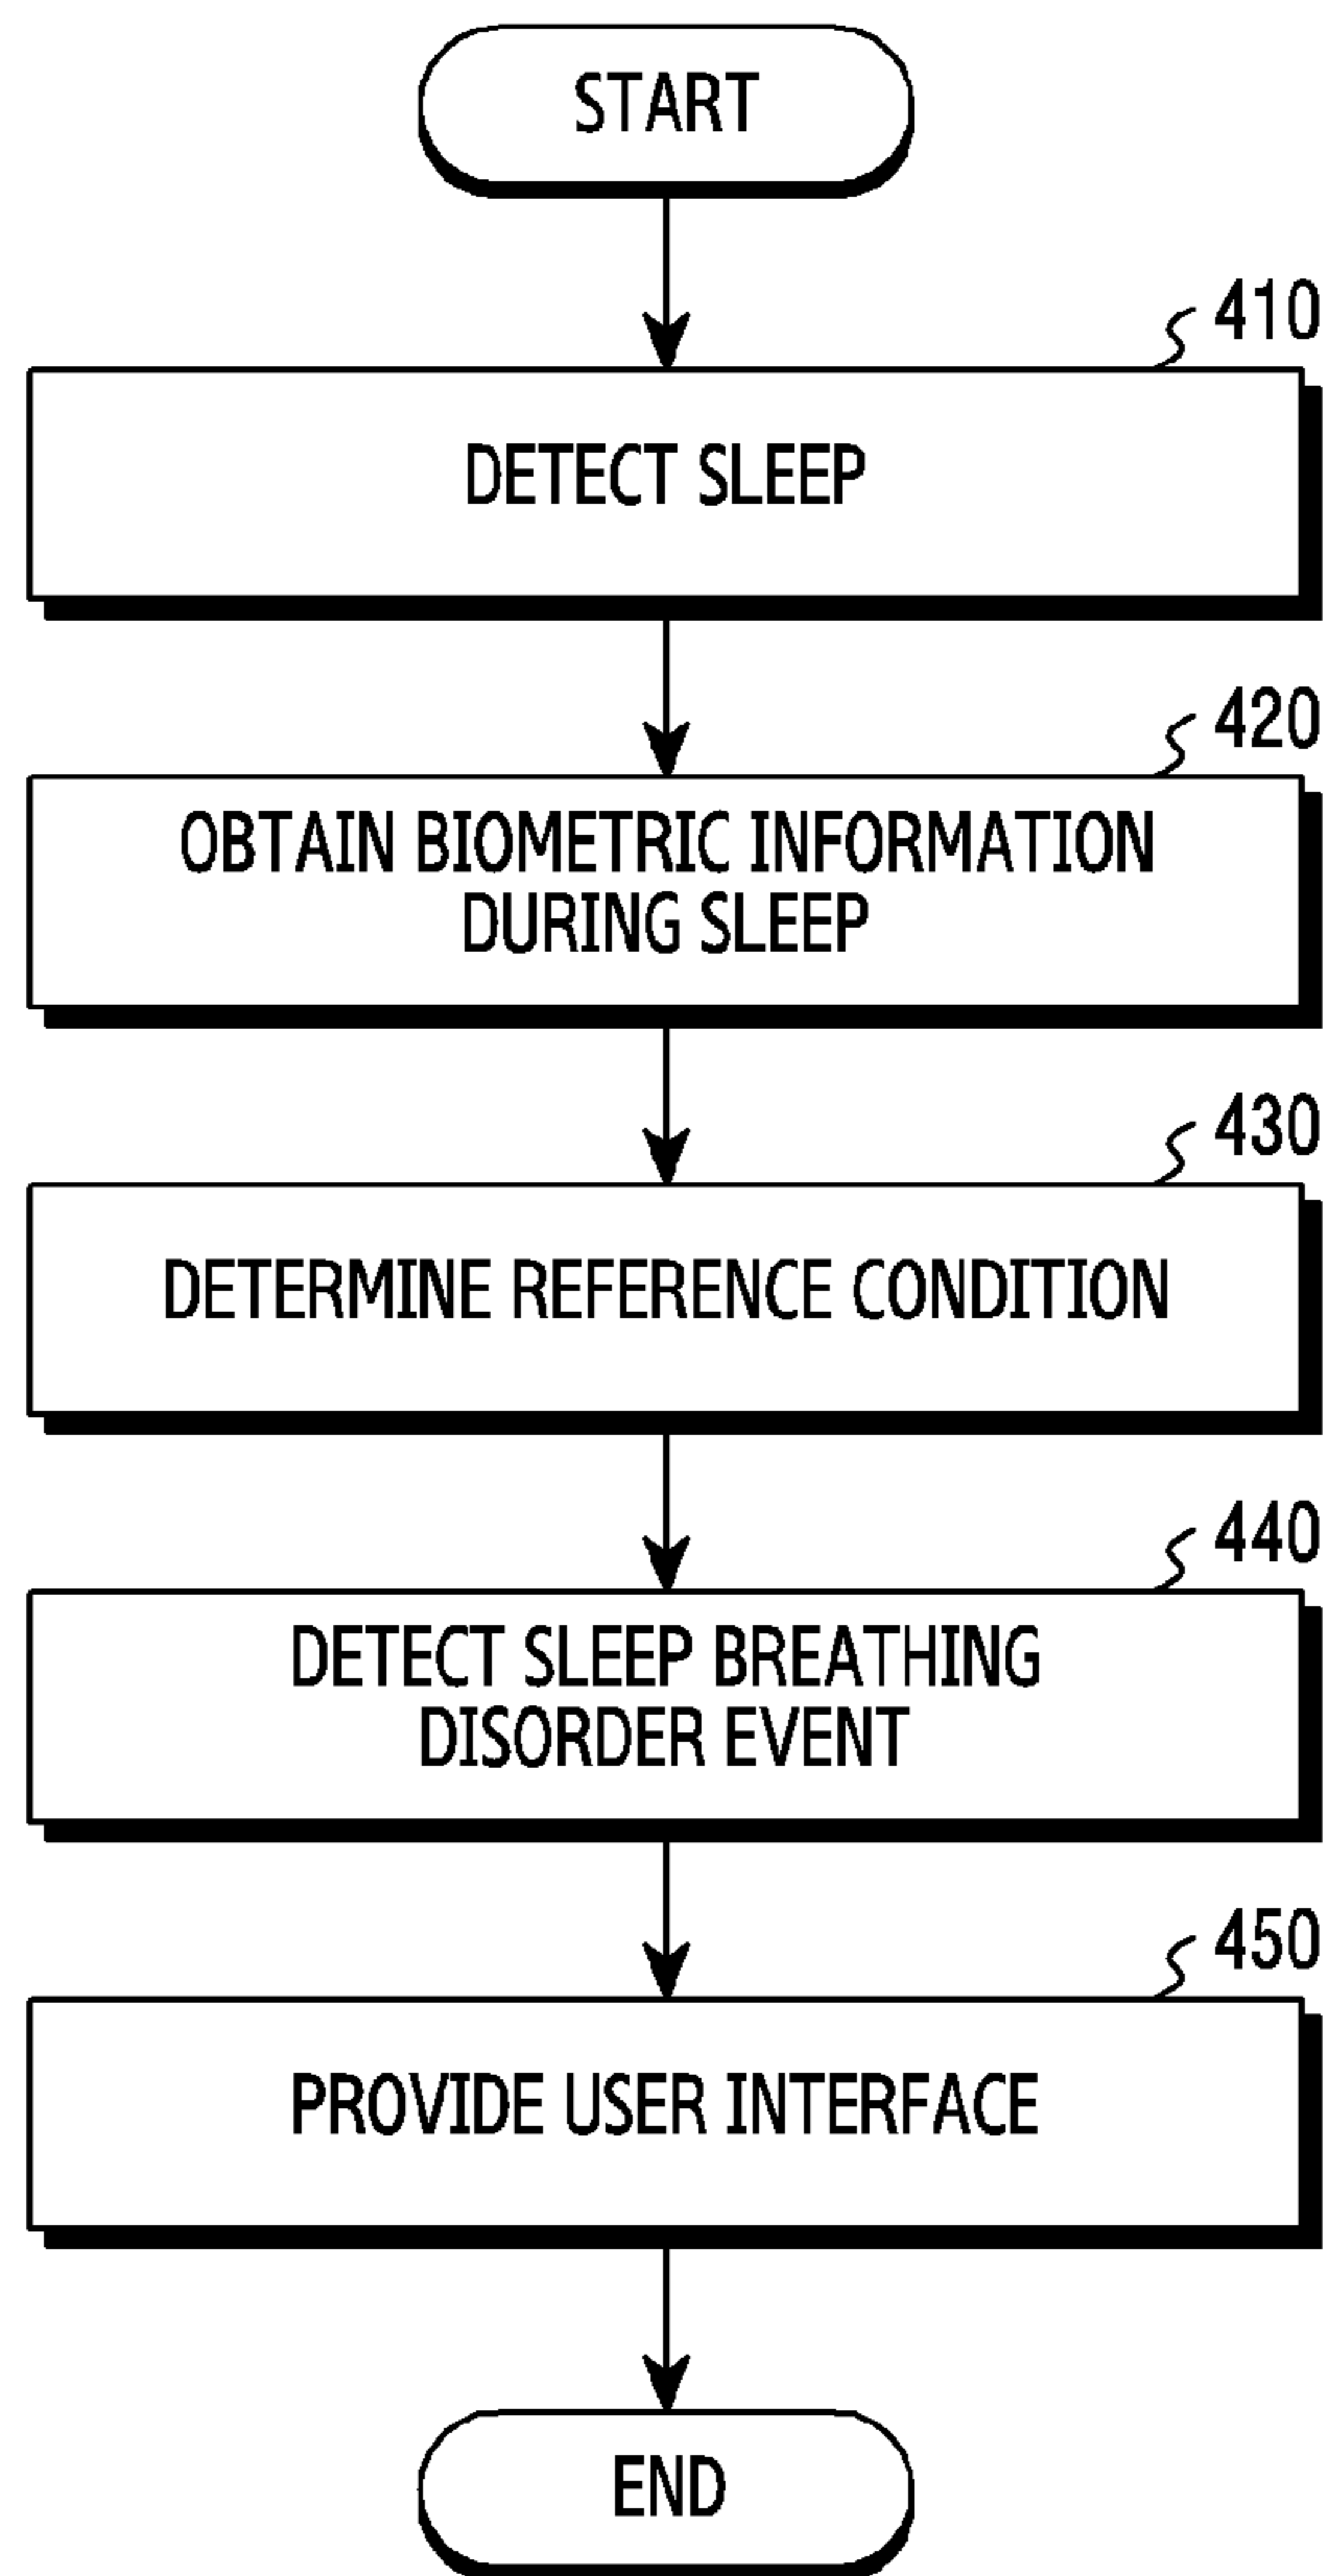 START
410
DETECT SLEEP
420
OBTAIN BIOMETRIC INFORMATION
DURING SLEEP
430
DETERMINE REFERENCE CONDITION
440
DETECT SLEEP BREATHING
DISORDER EVENT
450
PROVIDE USER INTERFACE
END